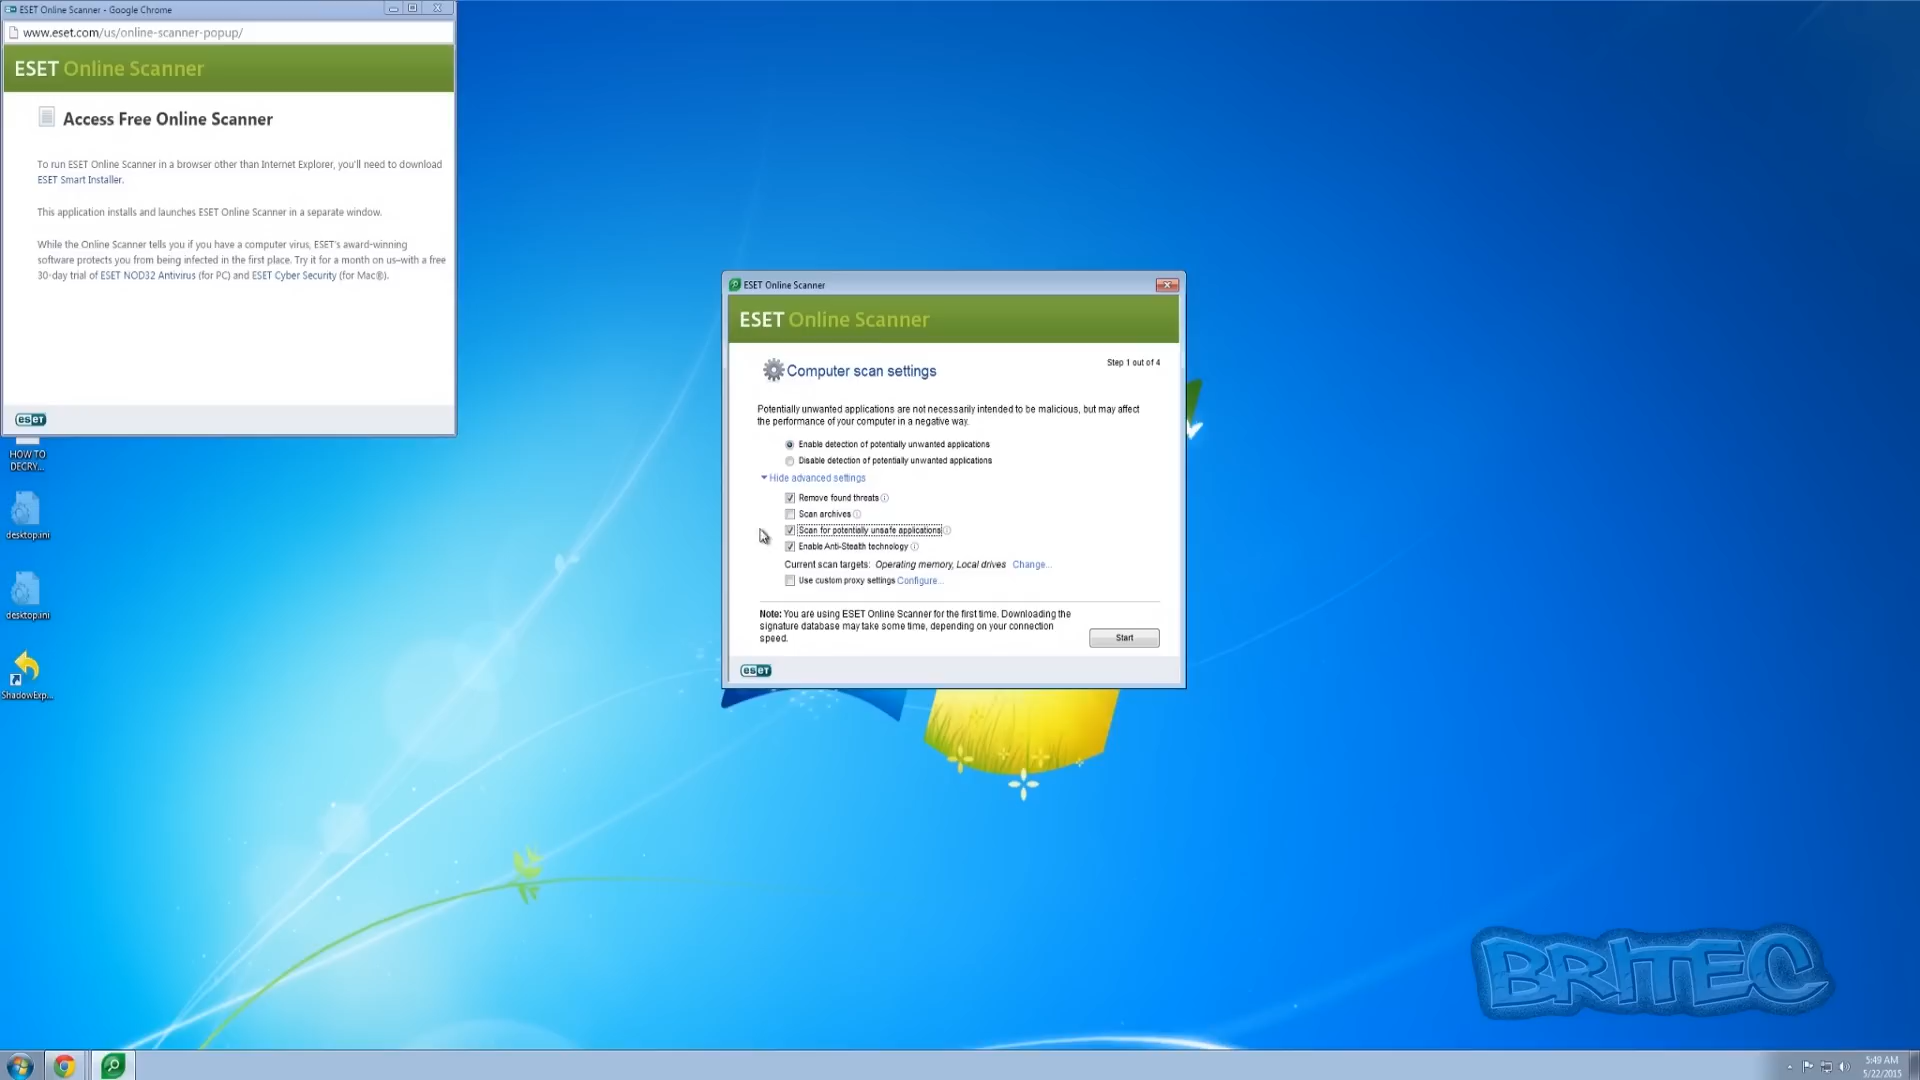 ESET Online Scanner - Google Chrome
www.eset.com/us/online-scanner-popup/
ESET Online Scanner
Access Free Online Scanner
To run ESET Online Scanner in a browser other than Internet Explorer, you'll need to download
ESET Smart Installer.
This application installs and launches ESET Online Scanner in a separate window.
While the Online Scanner tells you if you have a computer virus, ESET's award-winning
software protects you from being infected in the first place. Try it for a month on us–with a free
30-day trial of ESET NOD32 Antivirus (for PC) and ESET Cyber Security (for Mac®).
eseT
HOW TO
DECRY...
desktop.ini
desktop.ini
ShadowExp...
ESET Online Scanner
ESET Online Scanner
Computer scan settings
Step 1 out of 4
Potentially unwanted applications are not necessarily intended to be malicious, but may affect
the performance of your computer in a negative way.
Enable detection of potentially unwanted applications
Disable detection of potentially unwanted applications
Hide advanced settings
Remove found threats
Scan archives
Scan for potentially unsafe applications
Enable Anti-Stealth technology
Current scan targets: Operating memory, Local drives Change...
Use custom proxy settings Configure...
Note: You are using ESET Online Scanner for the first time. Downloading the
signature database may take some time, depending on your connection
speed.
Start
eseT
BRITEC
5:49 AM
5/22/2015